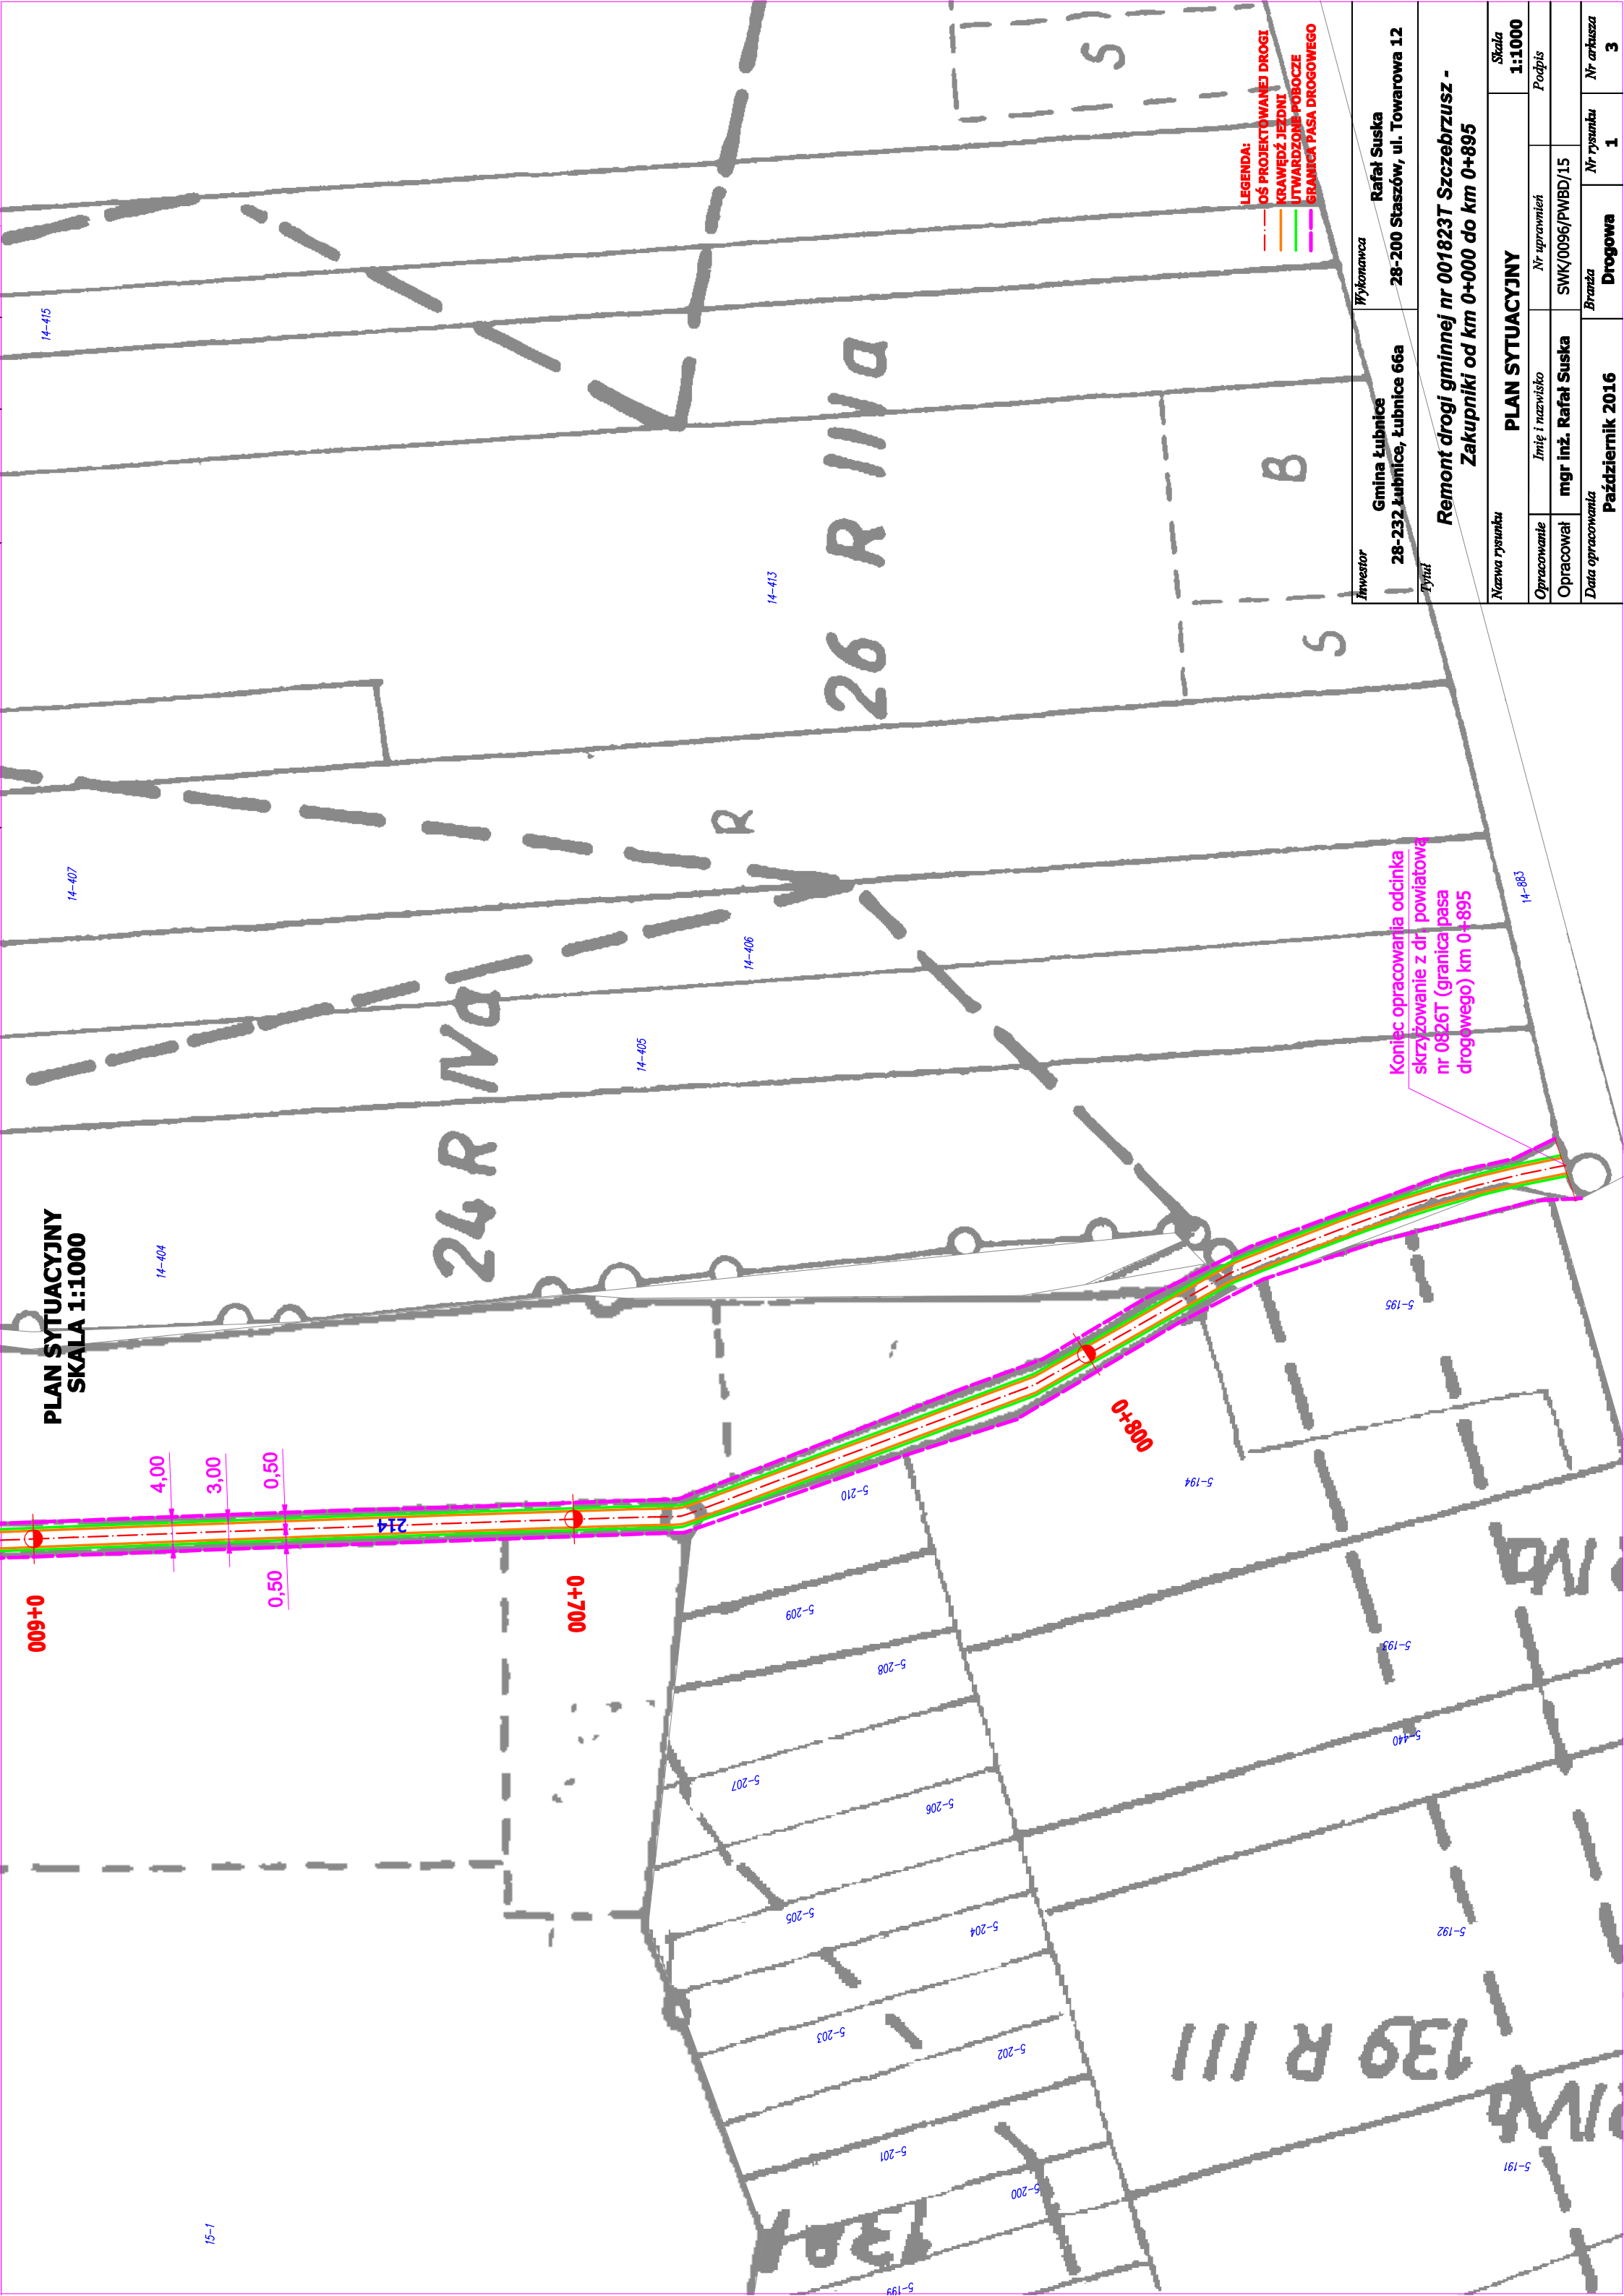 PLAN SYTUACYJNY
SKALA 1:1000
0+600
0+700
0+800
4,00
3,00
0,50
0,50
214
24 R IVa
26 R IIIa
R
S
B
S
139 R III
14-415
14-413
14-407
14-406
14-405
14-404
14-883
15-1
5-210
5-209
5-208
5-207
5-206
5-205
5-204
5-203
5-202
5-201
5-200
5-199
5-195
5-194
5-193
5-440
5-192
5-191
Koniec opracowania odcinka
skrzyżowanie z dr. powiatową
nr 0826T (granica pasa
drogowego) km 0+895
LEGENDA:
OŚ PROJEKTOWANEJ DROGI
KRAWĘDŹ JEZDNI
UTWARDZONE POBOCZE
GRANICA PASA DROGOWEGO
Inwestor
Gmina Łubnice
28-232 Łubnice, Łubnice 66a
Wykonawca
Rafał Suska
28-200 Staszów, ul. Towarowa 12
Tytuł
Remont drogi gminnej nr 001823T Szczebrzusz -
Zakupniki od km 0+000 do km 0+895
Nazwa rysunku
PLAN SYTUACYJNY
Skala
1:1000
Opracowanie Imię i nazwisko Nr uprawnień Podpis
Opracował mgr inż. Rafał Suska SWK/0096/PWBD/15
Data opracowania Branża Nr rysunku Nr arkusza
Październik 2016 Drogowa 1 3